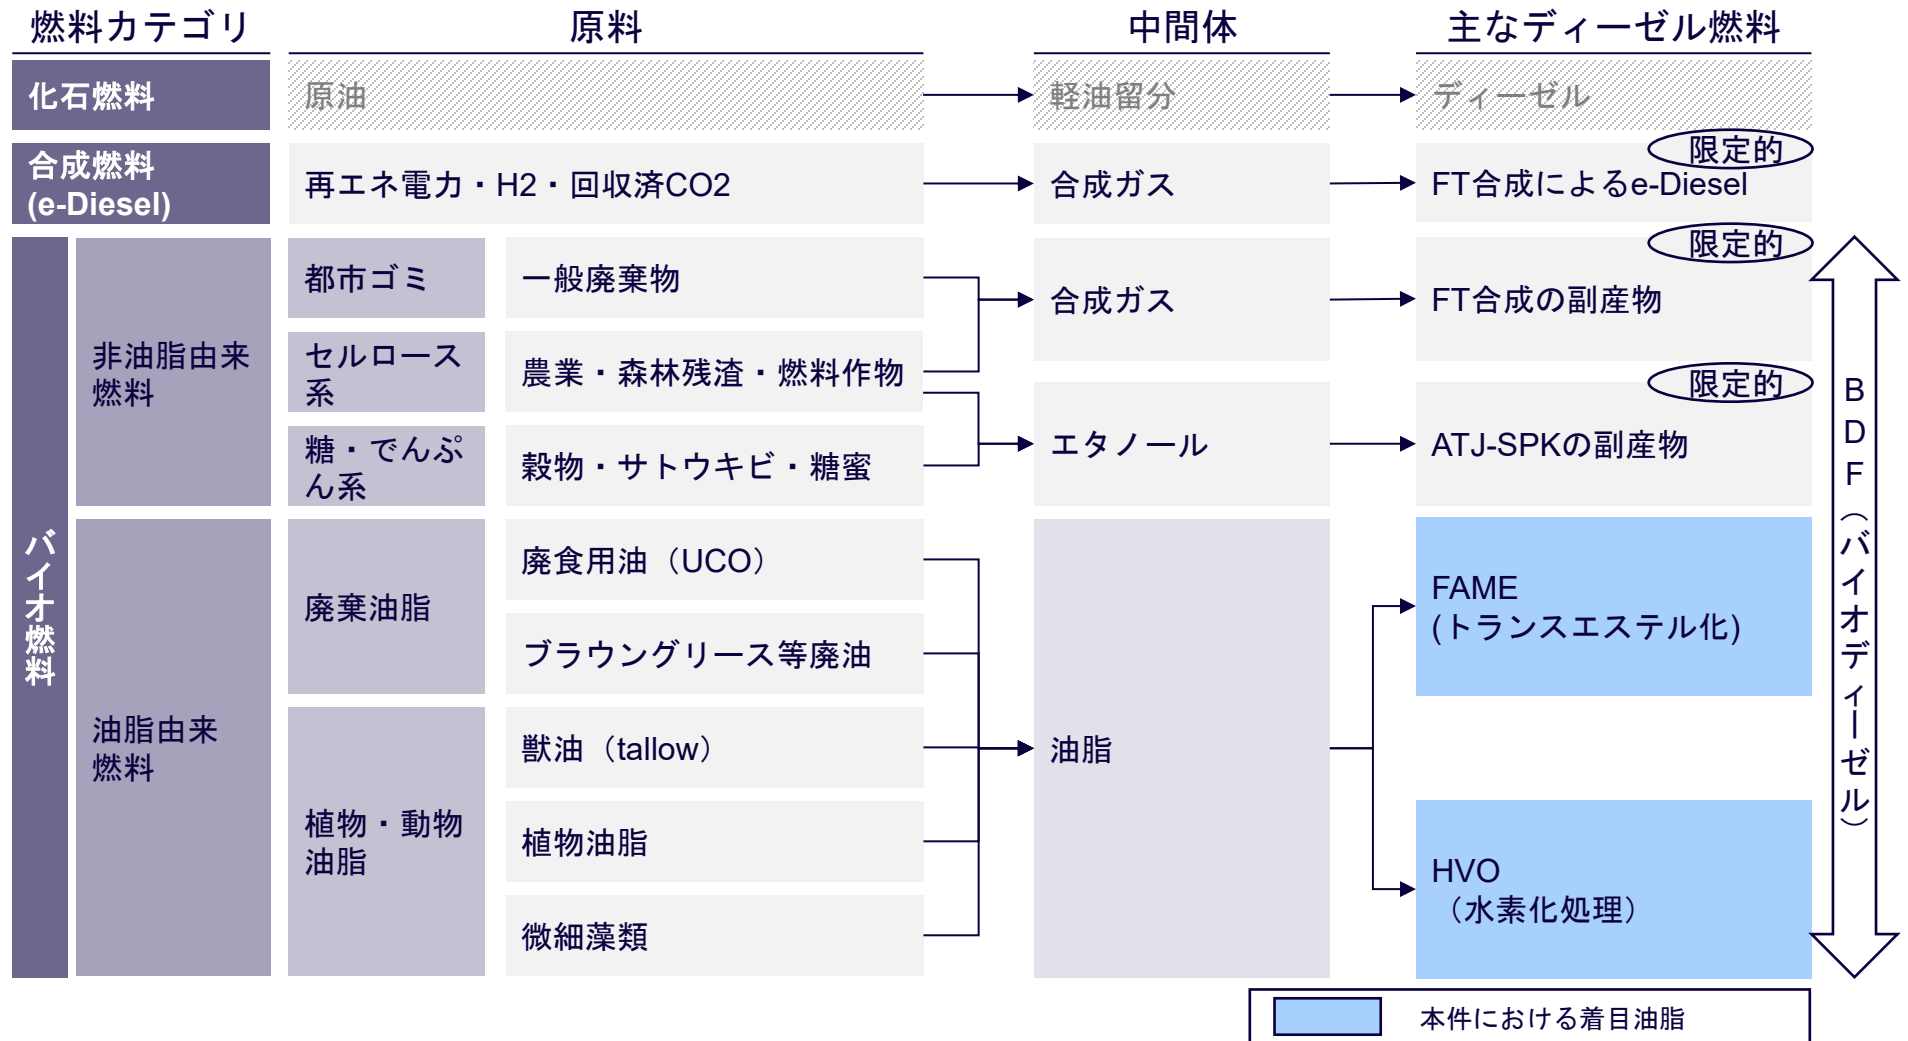 燃料カテゴリ
原料
中間体
主なディーゼル燃料
化石燃料
原油
軽油留分
ディーゼル
合成燃料
(e-Diesel)
再エネ電力・H2・回収済CO2
合成ガス
限定的
FT合成によるe-Diesel
バイオ燃料
非油脂由来
燃料
都市ゴミ
一般廃棄物
合成ガス
限定的
FT合成の副産物
セルロース
系
農業・森林残渣・燃料作物
糖・でんぷ
ん系
穀物・サトウキビ・糖蜜
エタノール
限定的
ATJ-SPKの副産物
油脂由来
燃料
廃棄油脂
廃食用油（UCO）
ブラウングリース等廃油
植物・動物
油脂
獣油（tallow）
植物油脂
微細藻類
油脂
FAME
(トランスエステル化)
HVO
（水素化処理）
BDF（バイオディーゼル）
本件における着目油脂